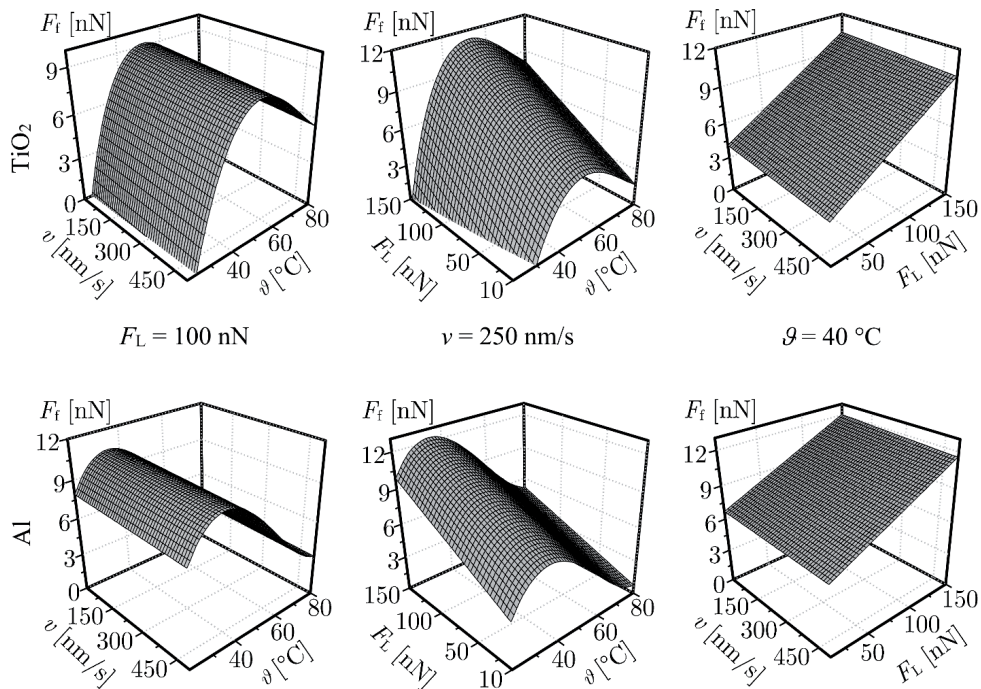 F_f [nN]
9
6
3
0
150
300
450
v [nm/s]
40
60
80
ϑ [°C]
TiO₂
F_f [nN]
12
9
6
3
150
100
50
10
F_L [nN]
40
60
80
ϑ [°C]
F_f [nN]
12
9
6
3
0
150
300
450
v [nm/s]
50
100
150
F_L [nN]
F_L = 100 nN
v = 250 nm/s
ϑ = 40 °C
F_f [nN]
12
9
6
3
0
150
300
450
v [nm/s]
40
60
80
ϑ [°C]
Al
F_f [nN]
12
9
6
3
150
100
50
10
F_L [nN]
40
60
80
ϑ [°C]
F_f [nN]
12
9
6
3
0
150
300
450
v [nm/s]
50
100
150
F_L [nN]